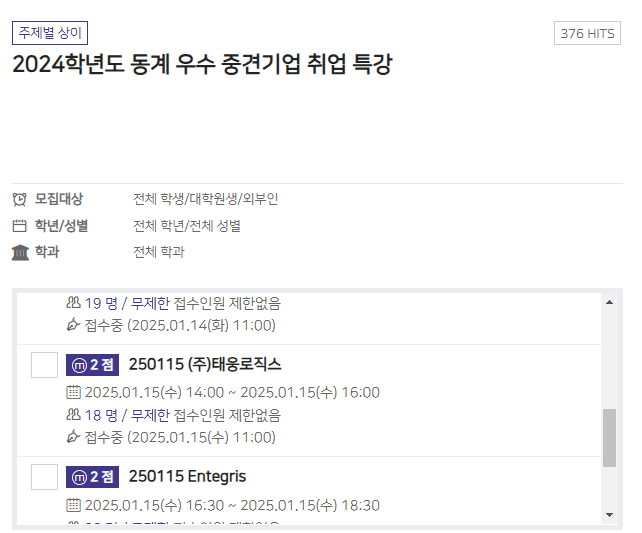 주제별 상이
376 HITS
2024학년도 동계 우수 중견기업 취업 특강
모집대상 전체 학생/대학원생/외부인
학년/성별 전체 학년/전체 성별
학과 전체 학과
19 명 / 무제한 접수인원 제한없음
접수중 (2025.01.14(화) 11:00)
ⓜ 2 점 250115 (주)태웅로직스
2025.01.15(수) 14:00 ~ 2025.01.15(수) 16:00
18 명 / 무제한 접수인원 제한없음
접수중 (2025.01.15(수) 11:00)
ⓜ 2 점 250115 Entegris
2025.01.15(수) 16:30 ~ 2025.01.15(수) 18:30